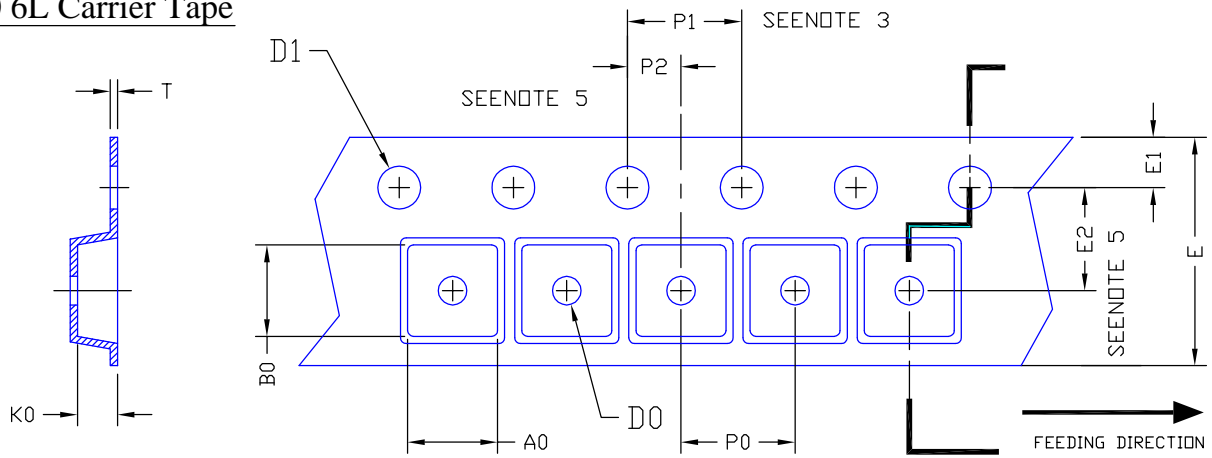 6L Carrier Tape
P1
SEENOTE 3
D1
P2
T
SEENOTE 5
E1
E2
E
SEENOTE 5
B0
K0
A0
D0
P0
FEEDING DIRECTION